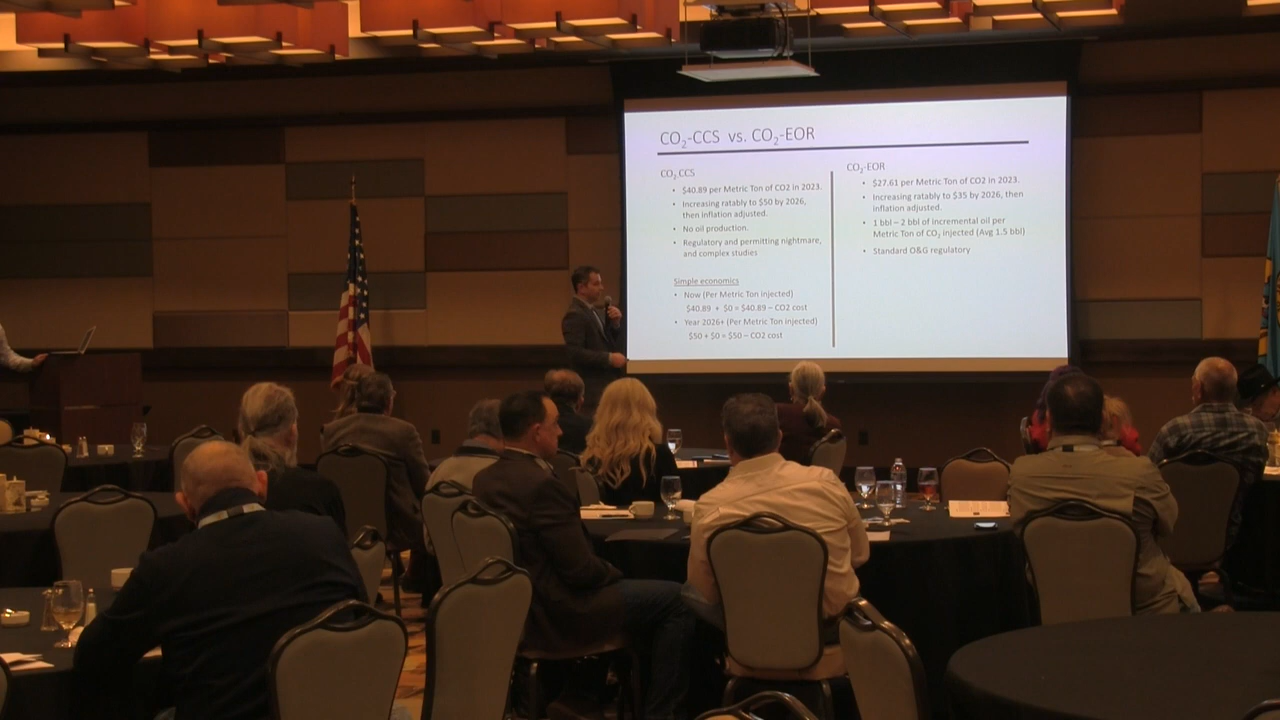 CO2-CCS vs. CO2-EOR
CO2 CCS
• $40.89 per Metric Ton of CO2 in 2023.
• Increasing ratably to $50 by 2026,
then inflation adjusted.
• No oil production.
• Regulatory and permitting nightmare,
and complex studies
Simple economics
• Now (Per Metric Ton Injected)
$40.89 + $0 = $40.89 – CO2 cost
• Year 2026+ (Per Metric Ton Injected)
$50 + $0 = $50 – CO2 cost
CO2-EOR
• $27.61 per Metric Ton of CO2 in 2023.
• Increasing ratably to $35 by 2026, then
inflation adjusted.
• 1 bbl – 2 bbl of incremental oil per
Metric Ton of CO2 injected (Avg 1.5 bbl)
• Standard O&G regulatory